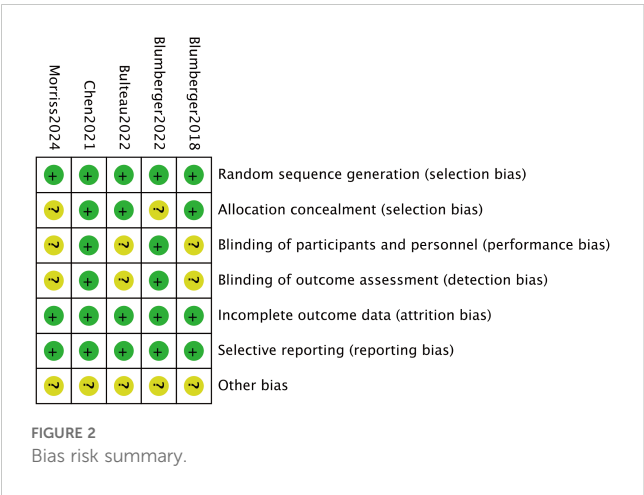 Morriss2024
Chen2021
Bulteau2022
Blumberger2022
Blumberger2018
+ + + + + Random sequence generation (selection bias)
? + + ? + Allocation concealment (selection bias)
? + ? + ? Blinding of participants and personnel (performance bias)
? + ? + ? Blinding of outcome assessment (detection bias)
+ + + + + Incomplete outcome data (attrition bias)
+ + + + + Selective reporting (reporting bias)
? ? ? ? ? Other bias
FIGURE 2
Bias risk summary.